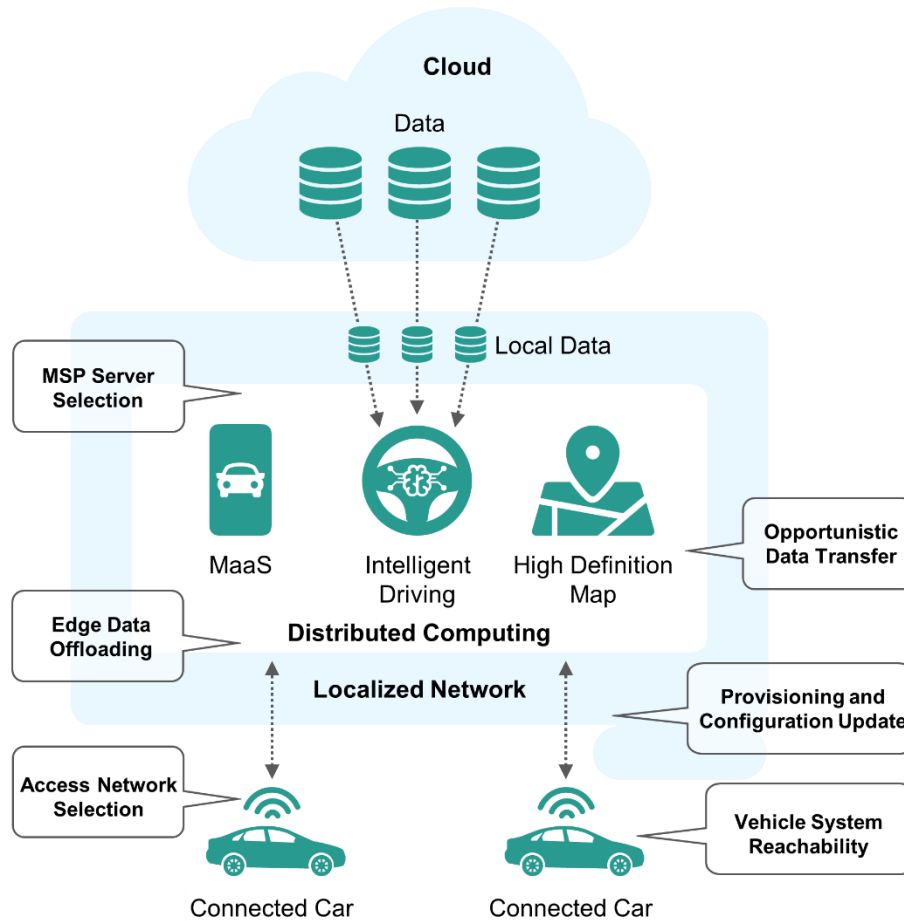 Cloud
Data
Local Data
MSP Server
Selection
MaaS
Intelligent
Driving
High Definition
Map
Opportunistic
Data Transfer
Edge Data
Offloading
Distributed Computing
Localized Network
Provisioning and
Configuration Update
Access Network
Selection
Vehicle System
Reachability
Connected Car
Connected Car